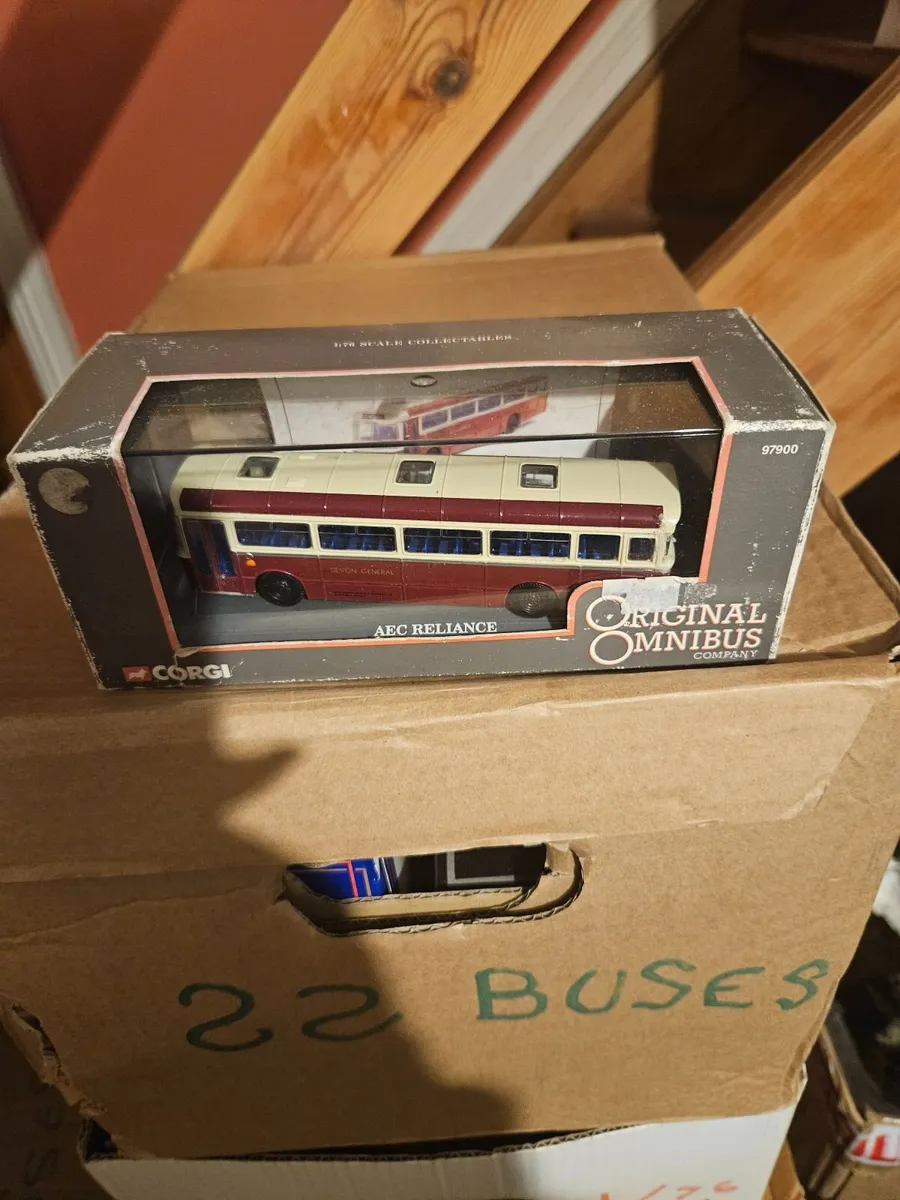 1:76 SCALE COLLECTABLES
97900
DEVON GENERAL
AEC RELIANCE
ORIGINAL
OMNIBUS
COMPANY
CORGI
22 BUSES